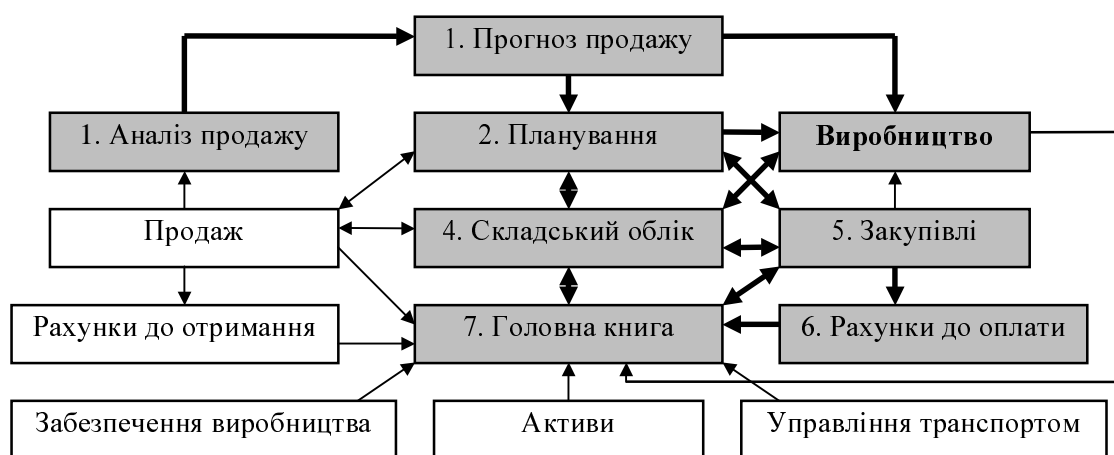 1. Прогноз продажу
1. Аналіз продажу
2. Планування
Виробництво
Продаж
4. Складський облік
5. Закупівлі
Рахунки до отримання
7. Головна книга
6. Рахунки до оплати
Забезпечення виробництва
Активи
Управління транспортом